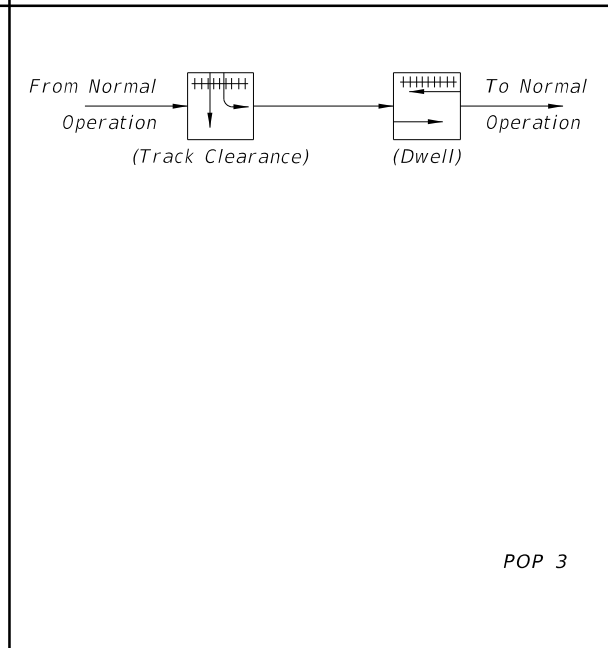 From Normal
Operation
(Track Clearance)
(Dwell)
To Normal
Operation
POP 3